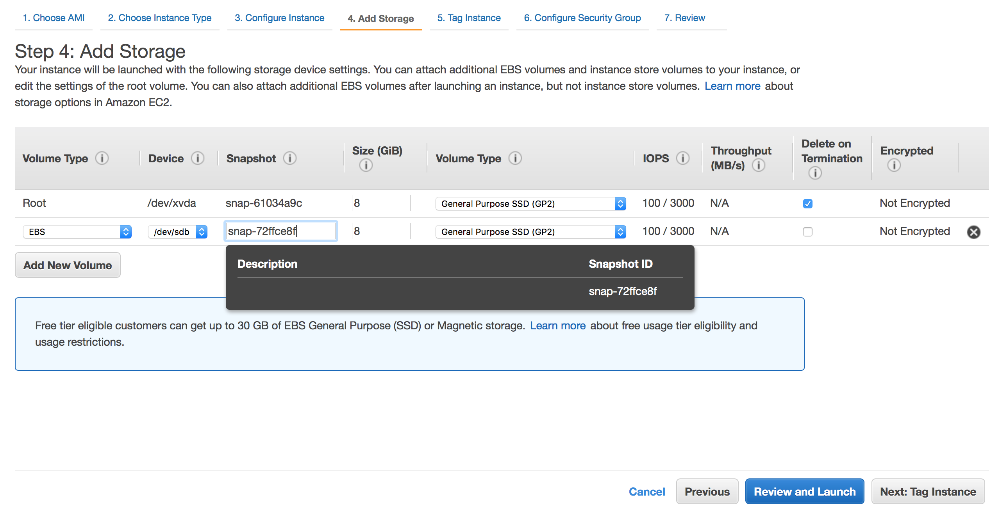 1. Choose AMI 2. Choose Instance Type 3. Configure Instance 4. Add Storage 5. Tag Instance 6. Configure Security Group 7. Review
Step 4: Add Storage
Your instance will be launched with the following storage device settings. You can attach additional EBS volumes and instance store volumes to your instance, or
edit the settings of the root volume. You can also attach additional EBS volumes after launching an instance, but not instance store volumes. Learn more about
storage options in Amazon EC2.
Volume Type i Device i Snapshot i Size (GiB) i Volume Type i IOPS i Throughput (MB/s) i Delete on Termination i Encrypted i
Root /dev/xvda snap-61034a9c 8 General Purpose SSD (GP2) 100 / 3000 N/A Not Encrypted
EBS /dev/sdb snap-72ffce8f 8 General Purpose SSD (GP2) 100 / 3000 N/A Not Encrypted
Add New Volume
Description Snapshot ID
snap-72ffce8f
Free tier eligible customers can get up to 30 GB of EBS General Purpose (SSD) or Magnetic storage. Learn more about free usage tier eligibility and
usage restrictions.
Cancel Previous Review and Launch Next: Tag Instance